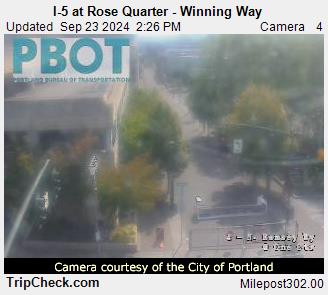 I-5 at Rose Quarter - Winning Way
Updated Sep 23 2024 2:26 PM Camera 4
PBOT
PORTLAND BUREAU OF TRANSPORTATION
Camera courtesy of the City of Portland
TripCheck.com Milepost302.00